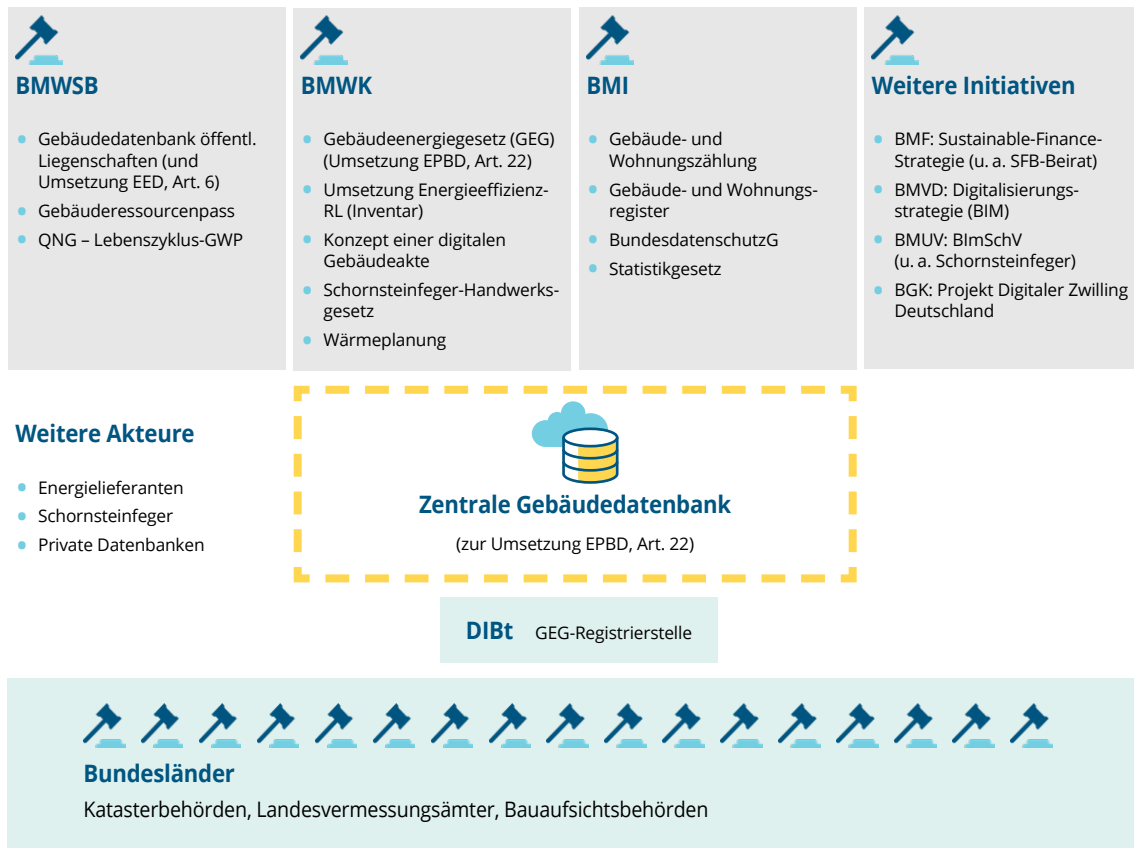 BMWSB
Gebäudedatenbank öffentl.
Liegenschaften (und
Umsetzung EED, Art. 6)
Gebäuderessourcenpass
QNG – Lebenszyklus-GWP
BMWK
Gebäudeenergiegesetz (GEG)
(Umsetzung EPBD, Art. 22)
Umsetzung Energieeffizienz-
RL (Inventar)
Konzept einer digitalen
Gebäudeakte
Schornsteinfeger-Handwerks-
gesetz
Wärmeplanung
BMI
Gebäude- und
Wohnungszählung
Gebäude- und Wohnungs-
register
BundesdatenschutzG
Statistikgesetz
Weitere Initiativen
BMF: Sustainable-Finance-
Strategie (u. a. SFB-Beirat)
BMVD: Digitalisierungs-
strategie (BIM)
BMUV: BImSchV
(u. a. Schornsteinfeger)
BGK: Projekt Digitaler Zwilling
Deutschland
Weitere Akteure
Energielieferanten
Schornsteinfeger
Private Datenbanken
Zentrale Gebäudedatenbank
(zur Umsetzung EPBD, Art. 22)
DIBt GEG-Registrierstelle
Bundesländer
Katasterbehörden, Landesvermessungsämter, Bauaufsichtsbehörden